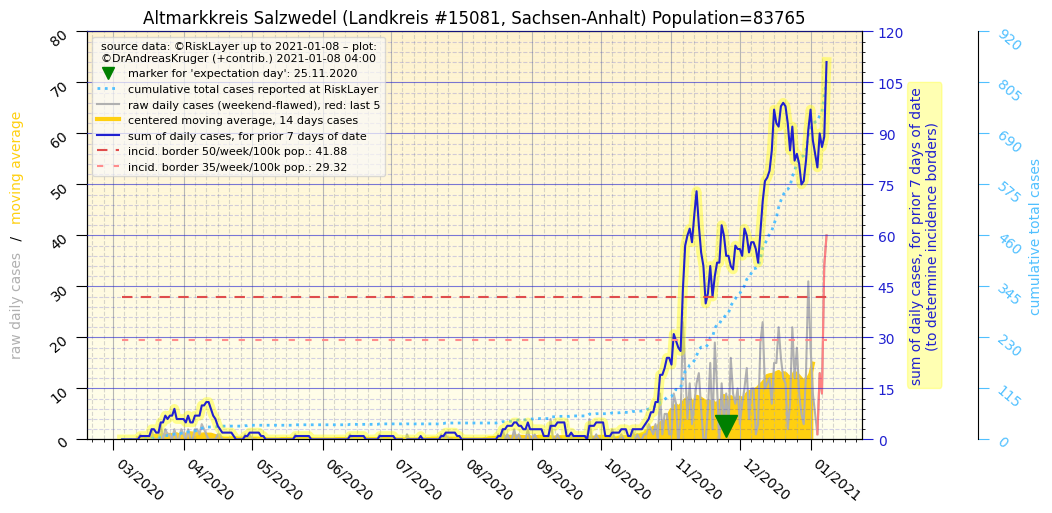 Altmarkkreis Salzwedel (Landkreis #15081, Sachsen-Anhalt) Population=83765
source data: ©RiskLayer up to 2021-01-08 – plot:
©DrAndreasKruger (+contrib.) 2021-01-08 04:00
marker for 'expectation day': 25.11.2020
cumulative total cases reported at RiskLayer
raw daily cases (weekend-flawed), red: last 5
centered moving average, 14 days cases
sum of daily cases, for prior 7 days of date
incid. border 50/week/100k pop.: 41.88
incid. border 35/week/100k pop.: 29.32
raw daily cases / moving average
80
70
60
50
40
30
20
10
0
03/2020
04/2020
05/2020
06/2020
07/2020
08/2020
09/2020
10/2020
11/2020
12/2020
01/2021
120
105
90
75
60
45
30
15
0
sum of daily cases, for prior 7 days of date
(to determine incidence borders)
920
805
690
575
460
345
230
115
0
cumulative total cases